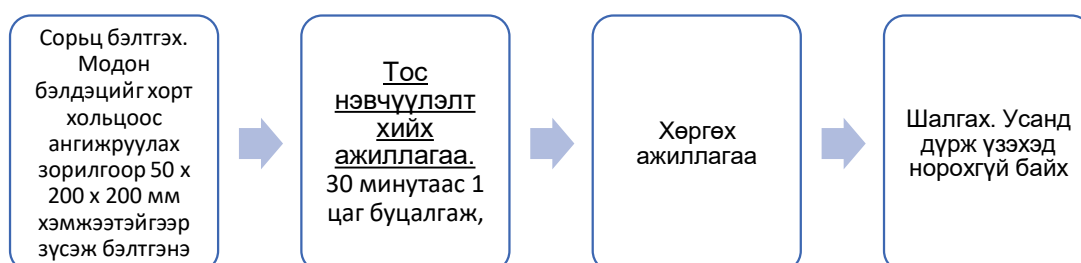 Сорьц бэлтгэх.
Модон
бэлдэцийг хорт
хольцоос
ангижруулах
зорилгоор 50 х
200 х 200 мм
хэмжээтэйгээр
зүсэж бэлтгэнэ
Тос
нэвчүүлэлт
хийх
ажиллагаа.
30 минутаас 1
цаг буцалгаж,
Хөргөх
ажиллагаа
Шалгах. Усанд
дүрж үзэхэд
норохгүй байх